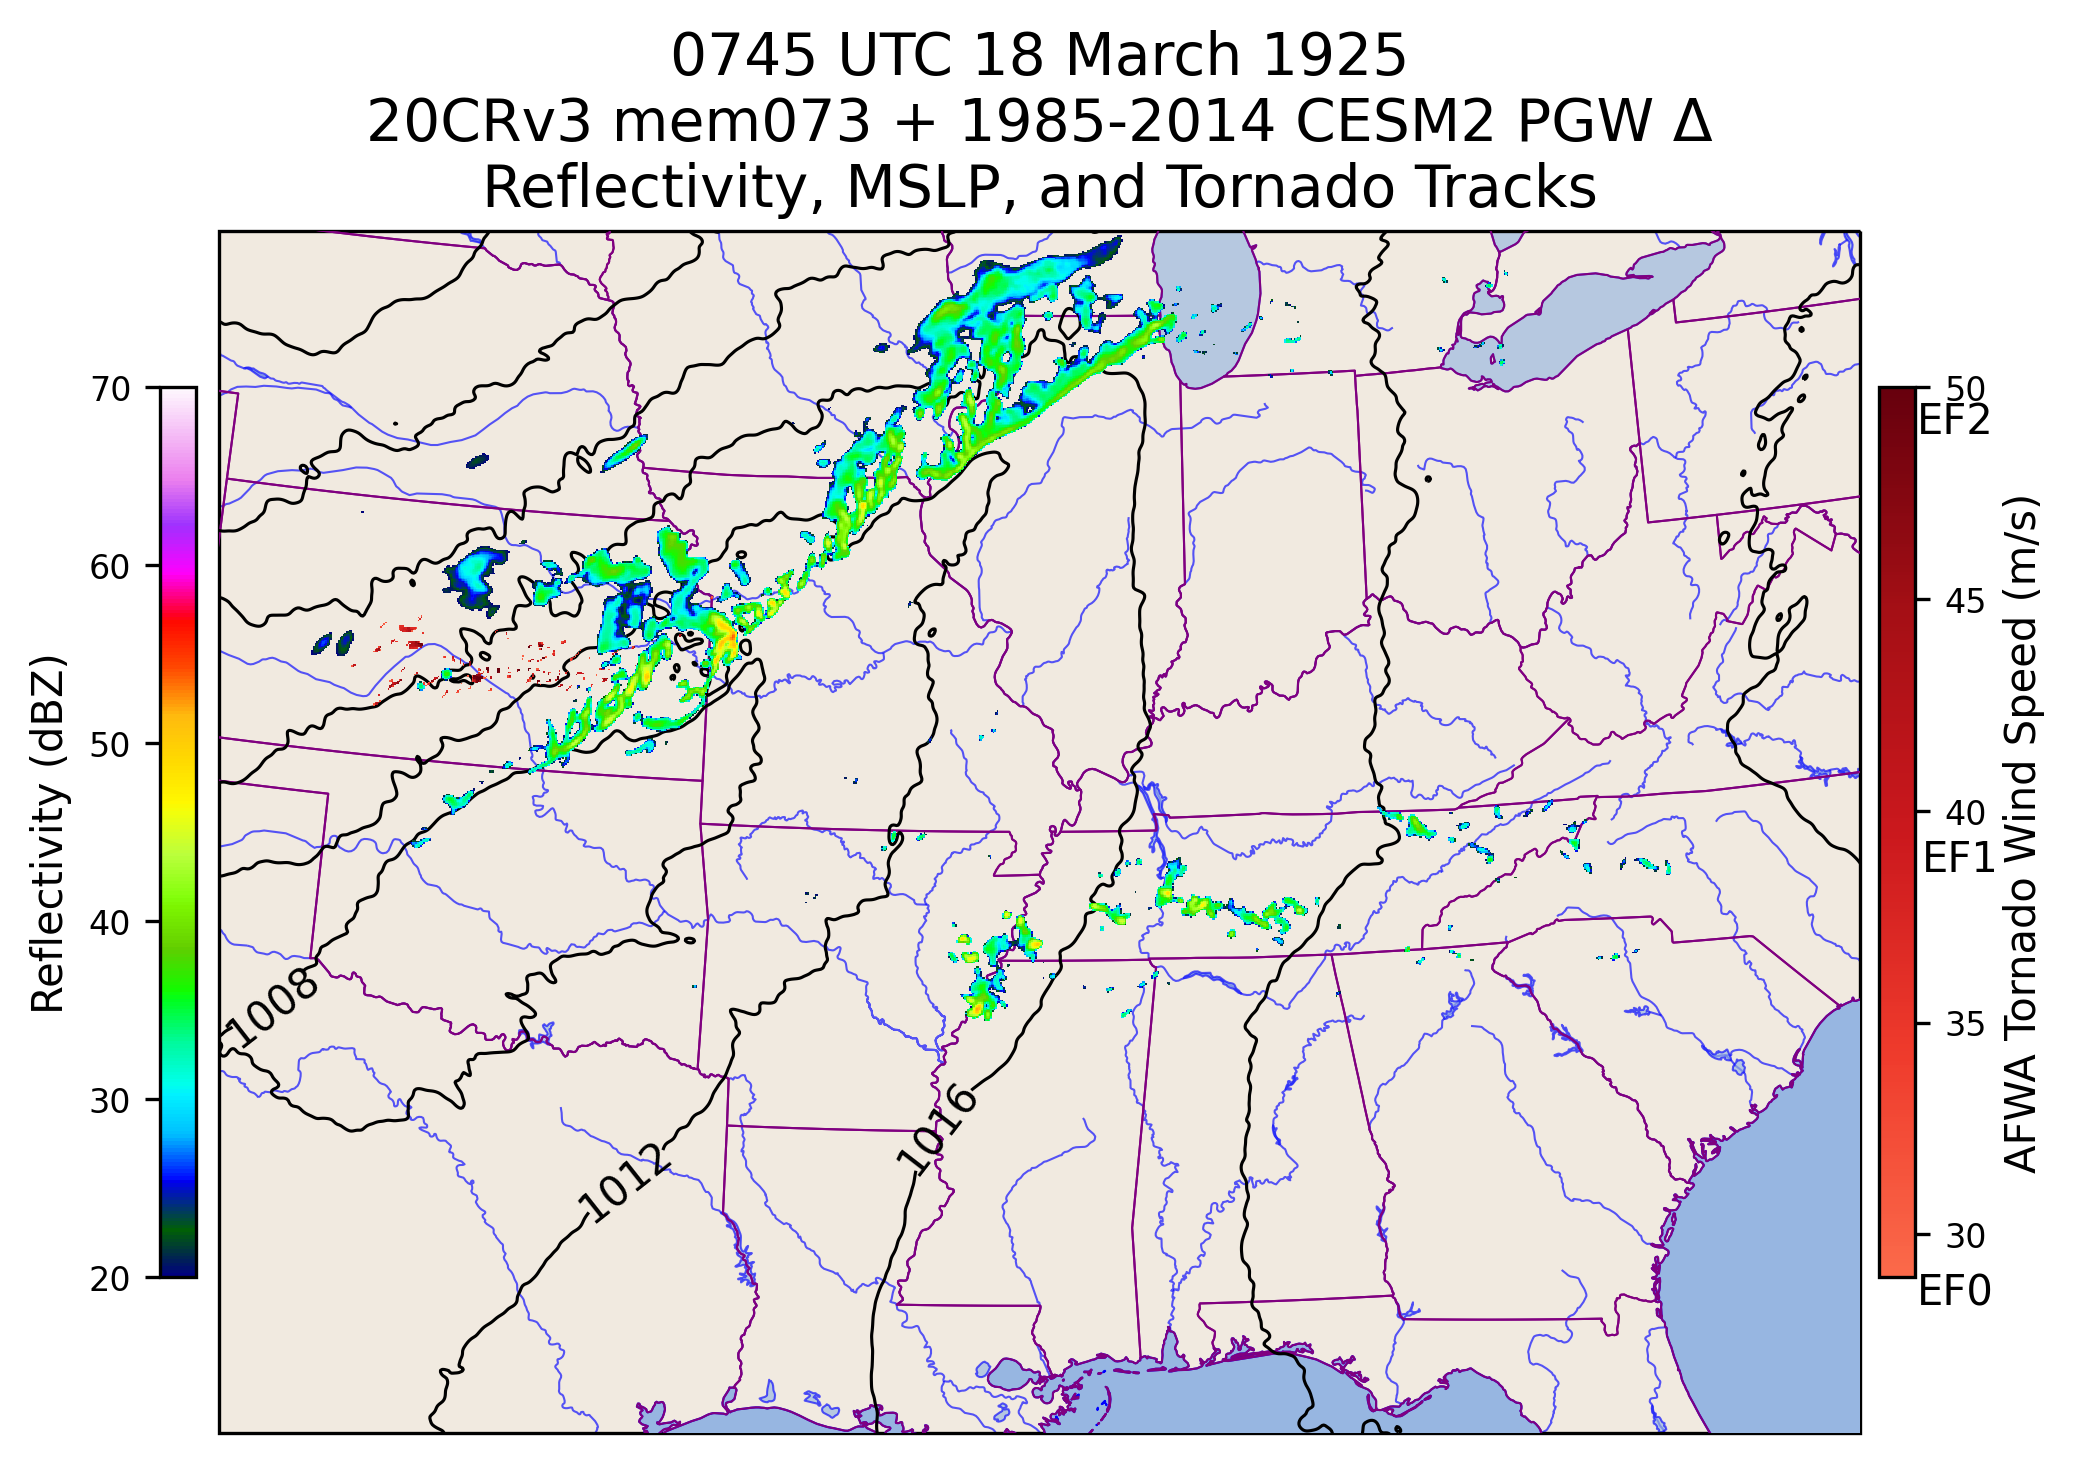 0745 UTC 18 March 1925
20CRv3 mem073 + 1985-2014 CESM2 PGW Δ
Reflectivity, MSLP, and Tornado Tracks
70
60
50
40
30
20
Reflectivity (dBZ)
1008
1012
1016
50
EF2
45
40
EF1
35
30
EF0
AFWA Tornado Wind Speed (m/s)